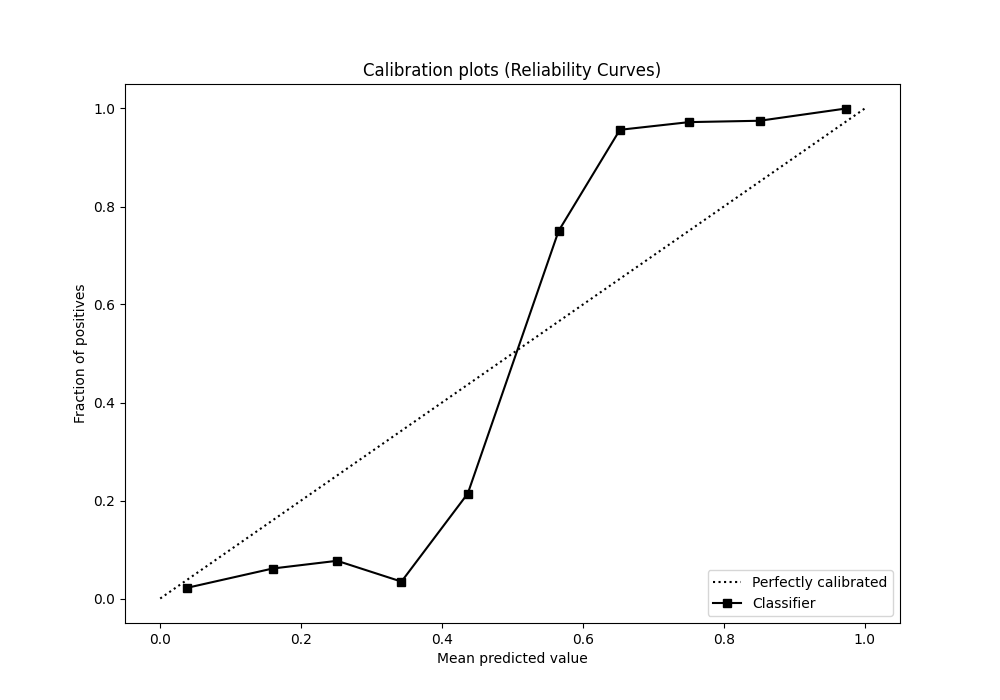 Calibration plots (Reliability Curves)
1.0
0.8
0.6
0.4
0.2
0.0
Fraction of positives
0.0 0.2 0.4 0.6 0.8 1.0
Mean predicted value
Perfectly calibrated
Classifier